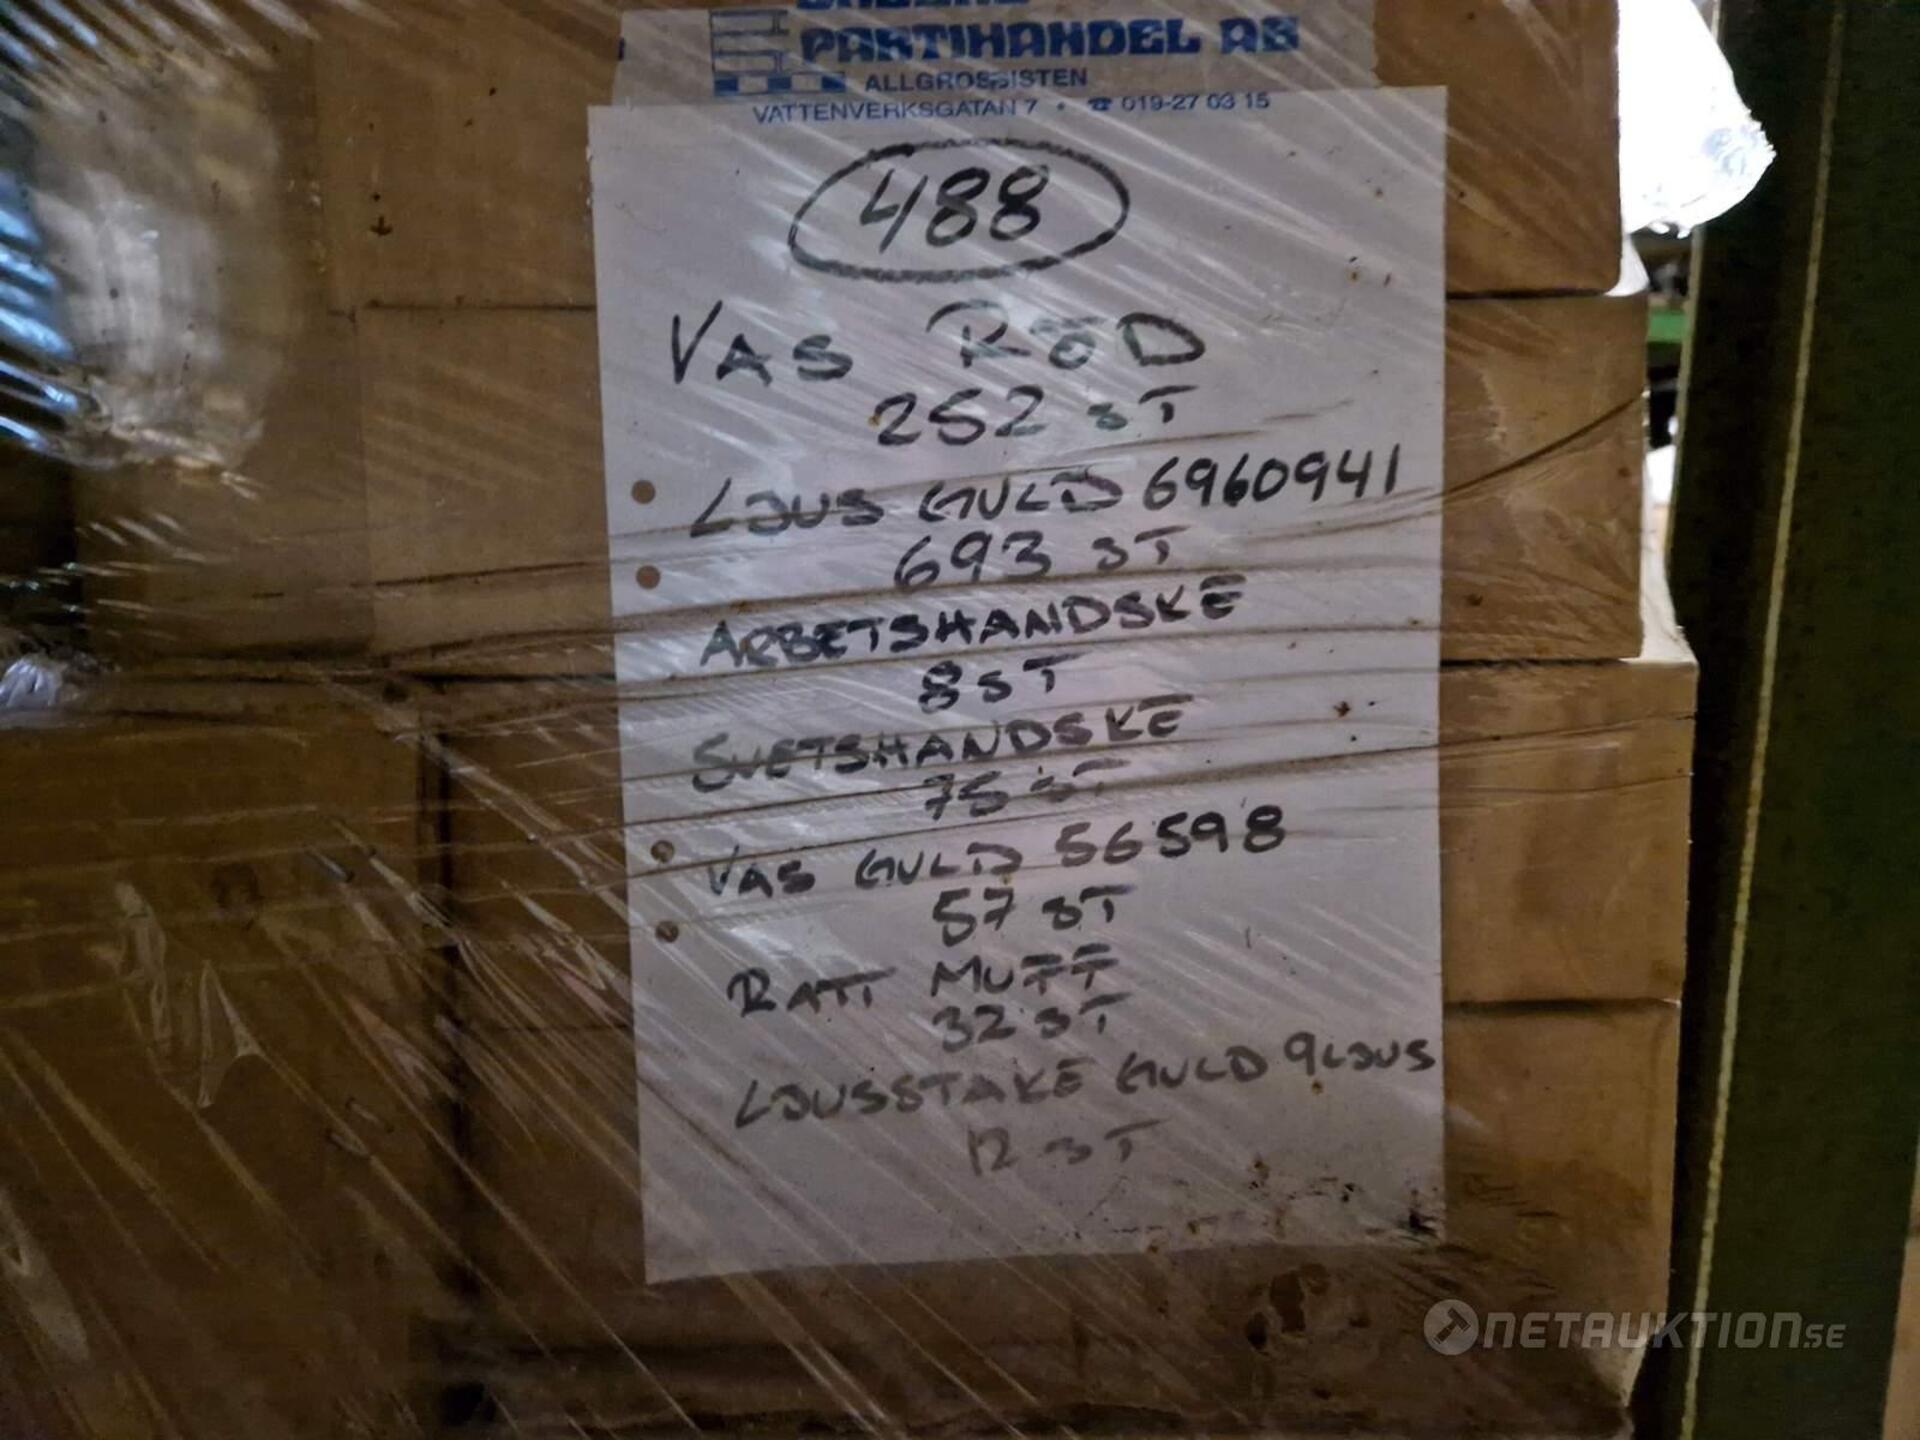 PARTIHANDEL AB
ALLGROSSISTEN
VATTENVERKSGATAN 7 • ☎ 019-27 03 15
488
VAS RÖD
252 ST
LJUS GULD 6960941
693 ST
ARBETSHANDSKE
8 ST
SVETSHANDSKE
75 ST
VAS GULD 56598
57 ST
RATT MUFF
32 ST
LJUSSTAKE GULD 9LJUS
12 ST
NETAUKTION.SE